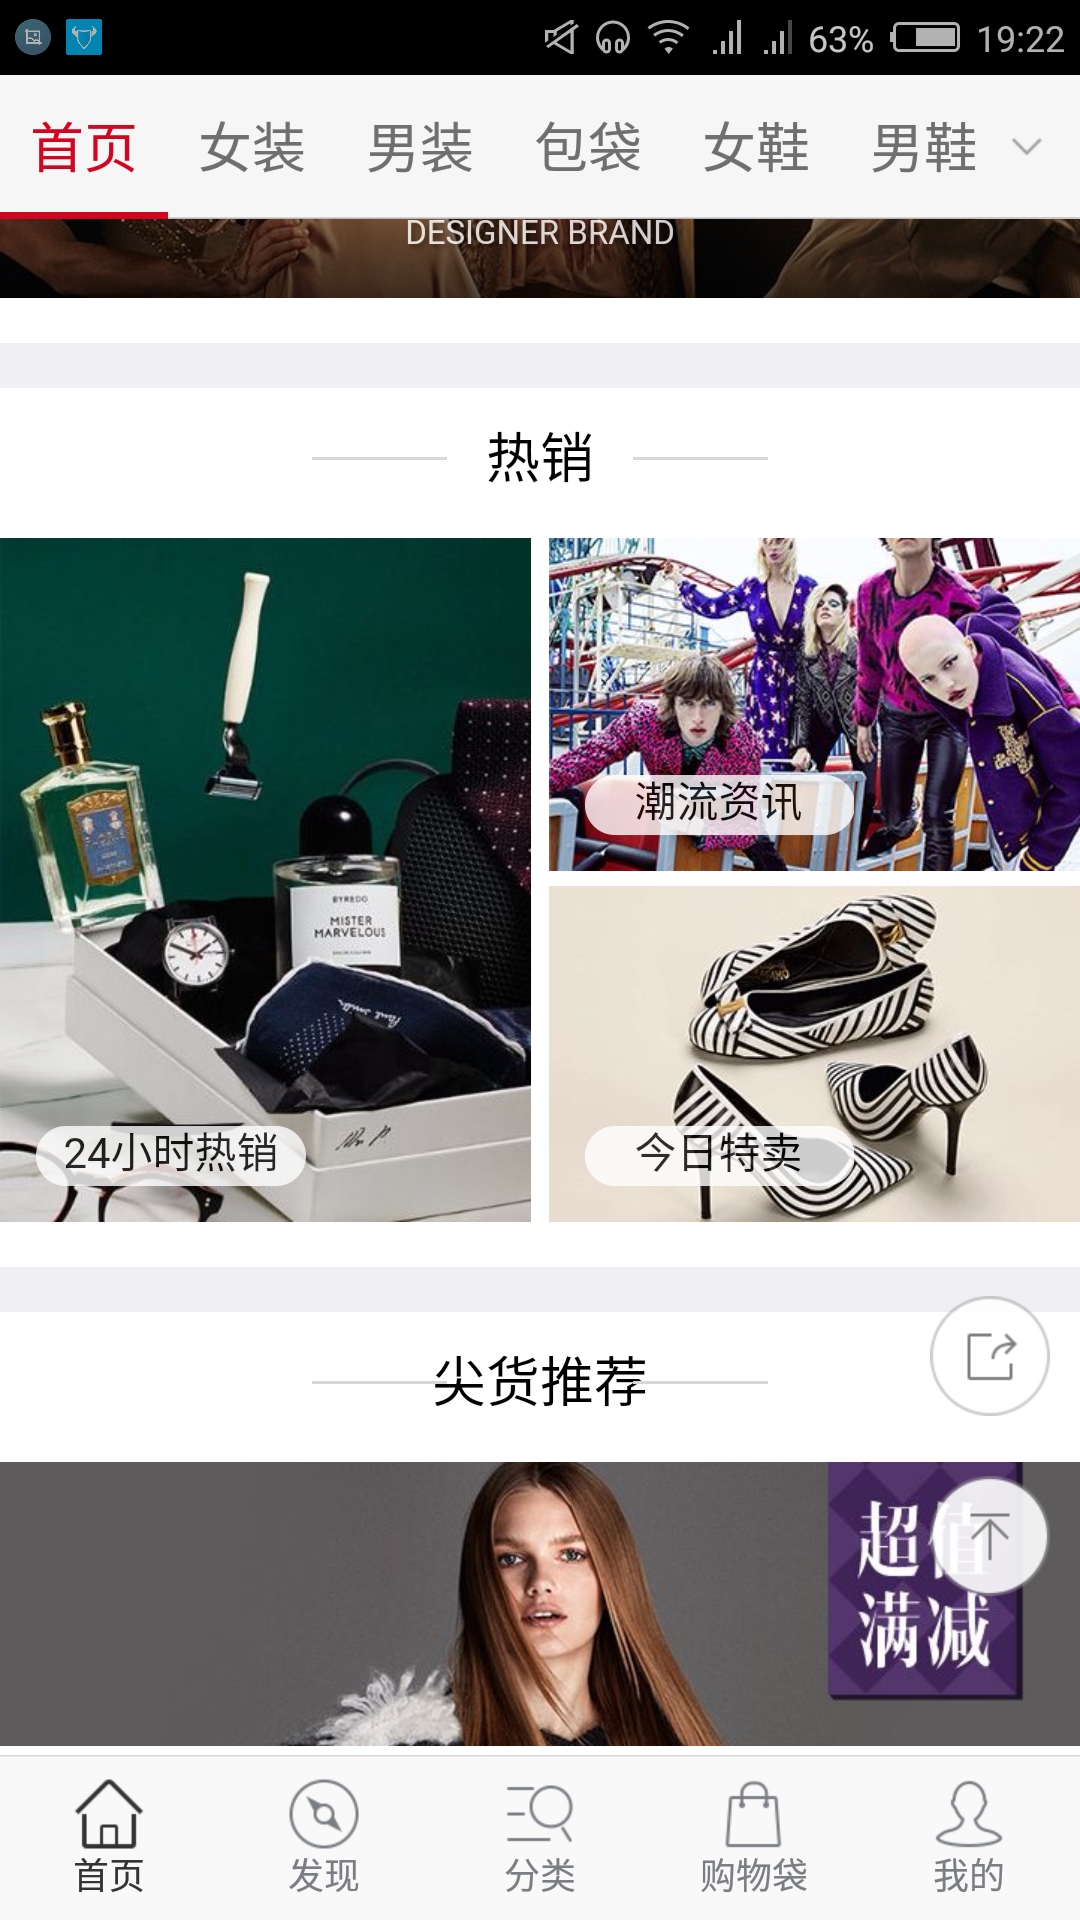 63% 19:22
首页 女装 男装 包袋 女鞋 男鞋
DESIGNER BRAND
热销
BYREDO
MISTER
MARVELOUS
Paul Smith
24小时热销
潮流资讯
今日特卖
尖货推荐
超值
满减
首页 发现 分类 购物袋 我的